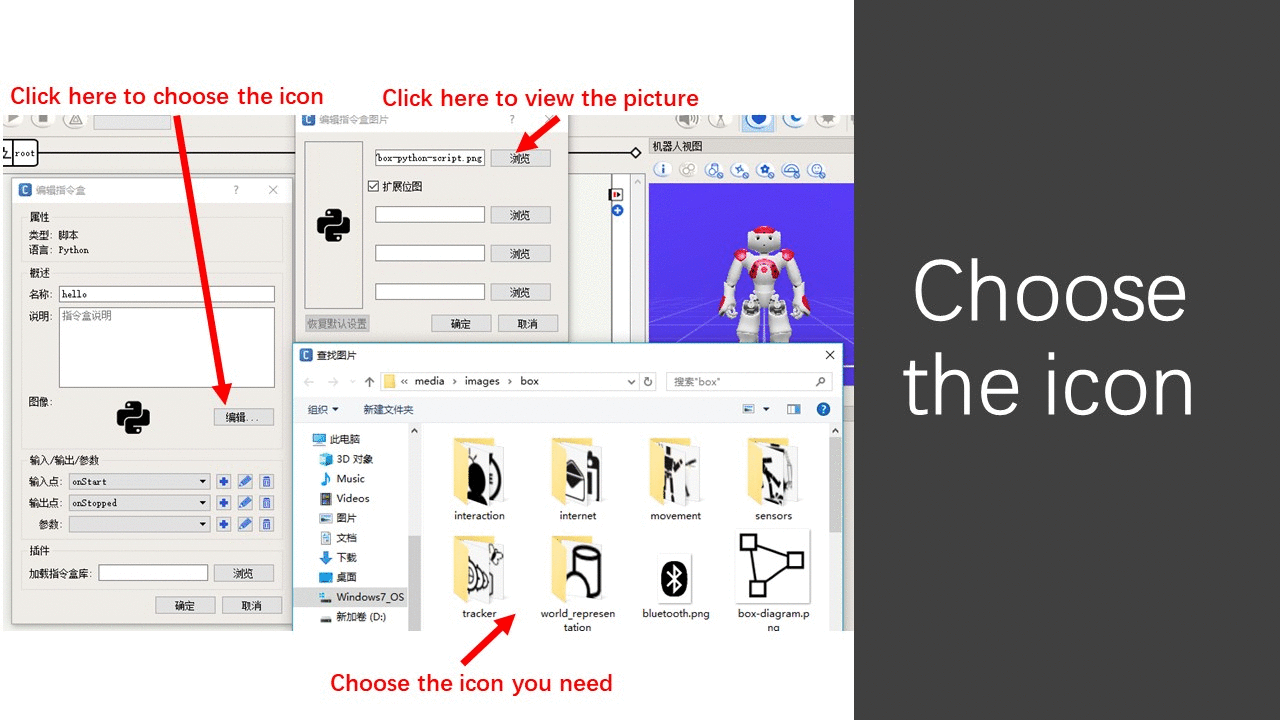 Click here to choose the icon
Click here to view the picture
root
编辑指令盒图片
?
box-python-script.png
浏览
扩展位图
浏览
浏览
浏览
恢复默认设置
确定
取消
机器人视图
编辑指令盒
?
属性
类型: 脚本
语言: Python
概述
名称: hello
说明: 指令盒说明
图像:
编辑...
输入/输出/参数
输入点: onStart
输出点: onStopped
参数:
插件
加载指令盒库:
浏览
确定
取消
查找图片
« media › images › box
搜索"box"
组织
新建文件夹
此电脑
3D 对象
Music
Videos
图片
文档
下载
桌面
Windows7_OS
新加卷 (D:)
interaction
internet
movement
sensors
tracker
world_represen
tation
bluetooth.png
box-diagram.p
ng
Choose the icon you need
Choose
the icon